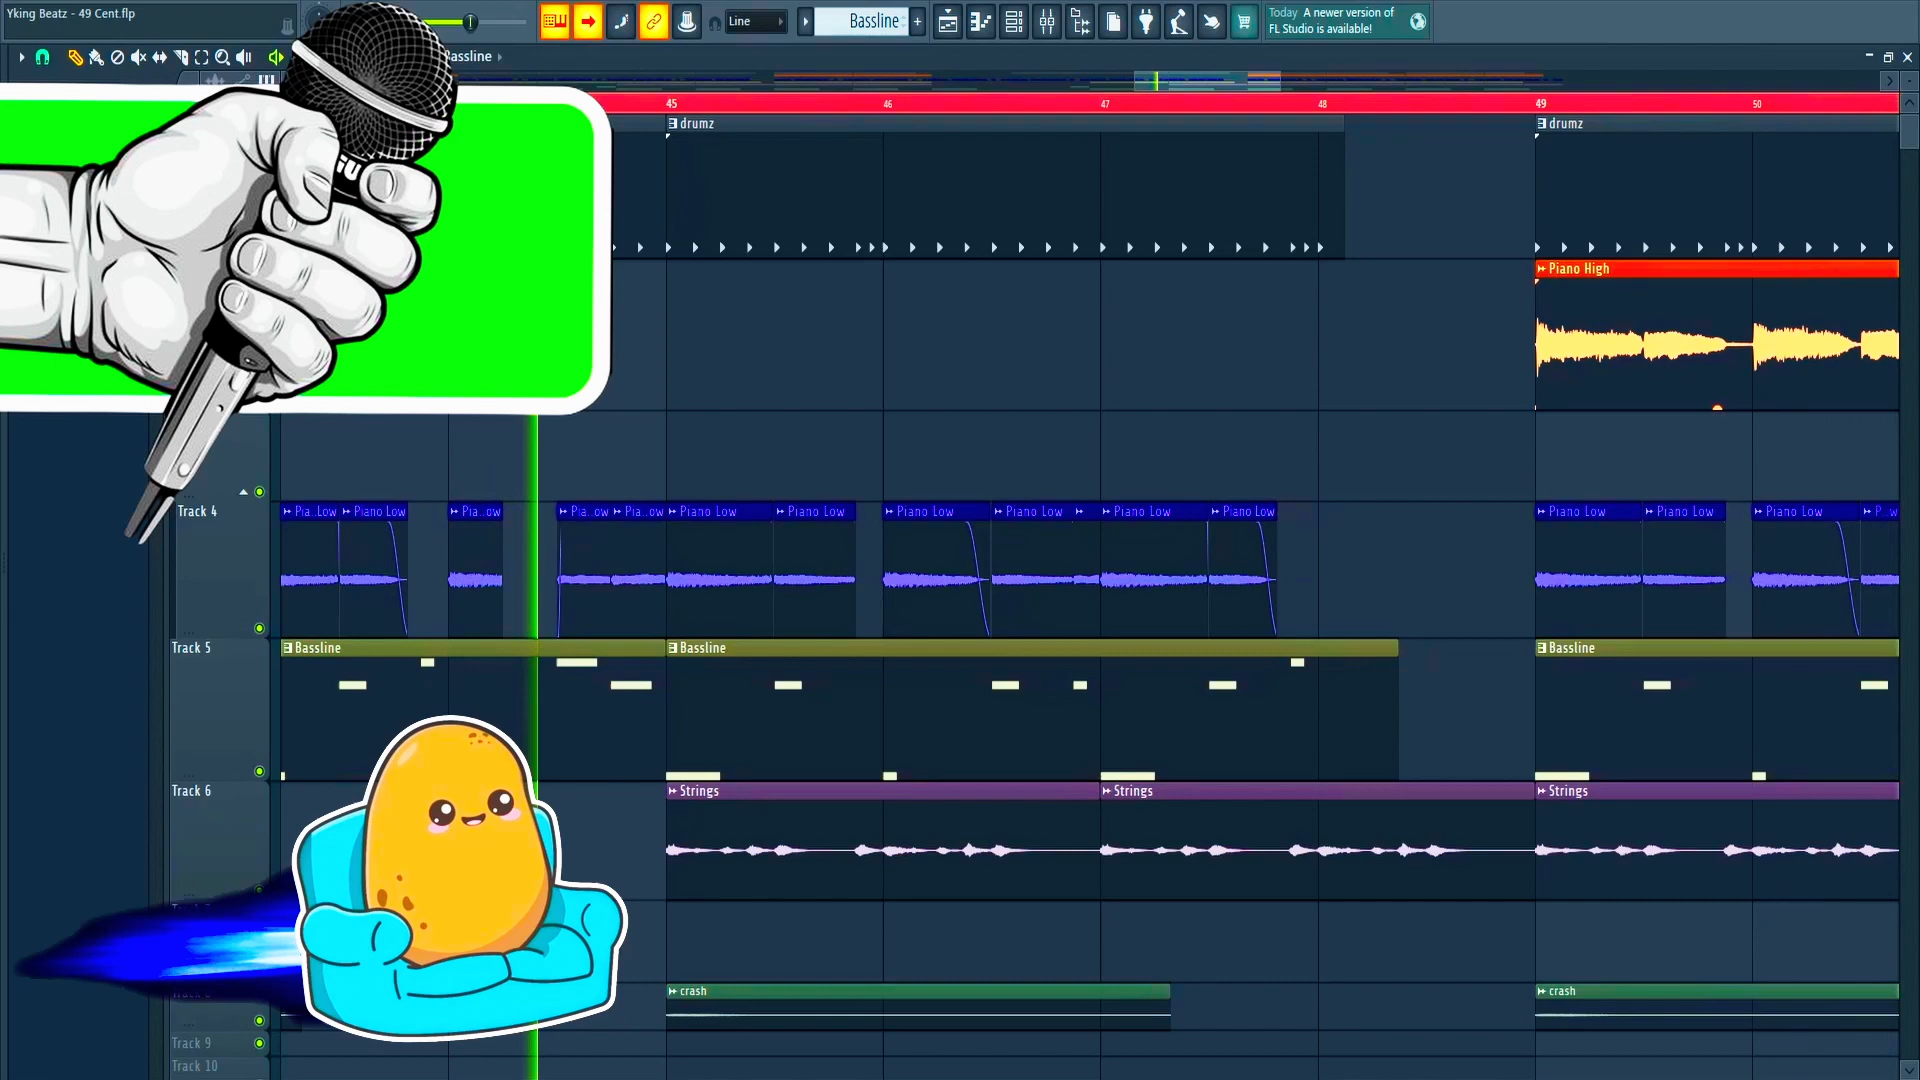 Yking Beatz - 49 Cent.flp
Line
Bassline
Today A newer version of
FL Studio is available!
Bassline
45
46
47
48
49
50
drumz
drumz
Piano High
Track 4
Pia..Low
Piano Low
Pia..ow
Pia..ow
Pia..ow
Piano Low
Piano Low
Piano Low
Piano Low
Piano Low
Piano Low
Piano Low
Piano Low
Piano Low
P..w
Track 5
Bassline
Bassline
Bassline
Track 6
Strings
Strings
Strings
crash
crash
Track 9
Track 10